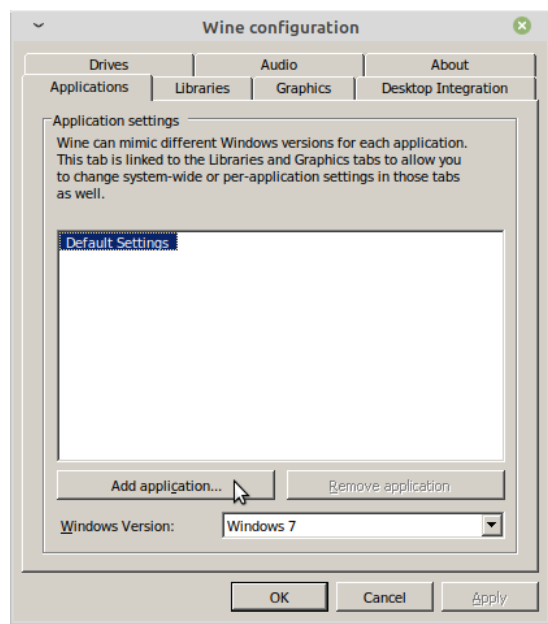 Wine configuration
Drives
Audio
About
Applications
Libraries
Graphics
Desktop Integration
Application settings
Wine can mimic different Windows versions for each application.
This tab is linked to the Libraries and Graphics tabs to allow you
to change system-wide or per-application settings in those tabs
as well.
Default Settings
Add application...
Remove application
Windows Version:
Windows 7
OK
Cancel
Apply